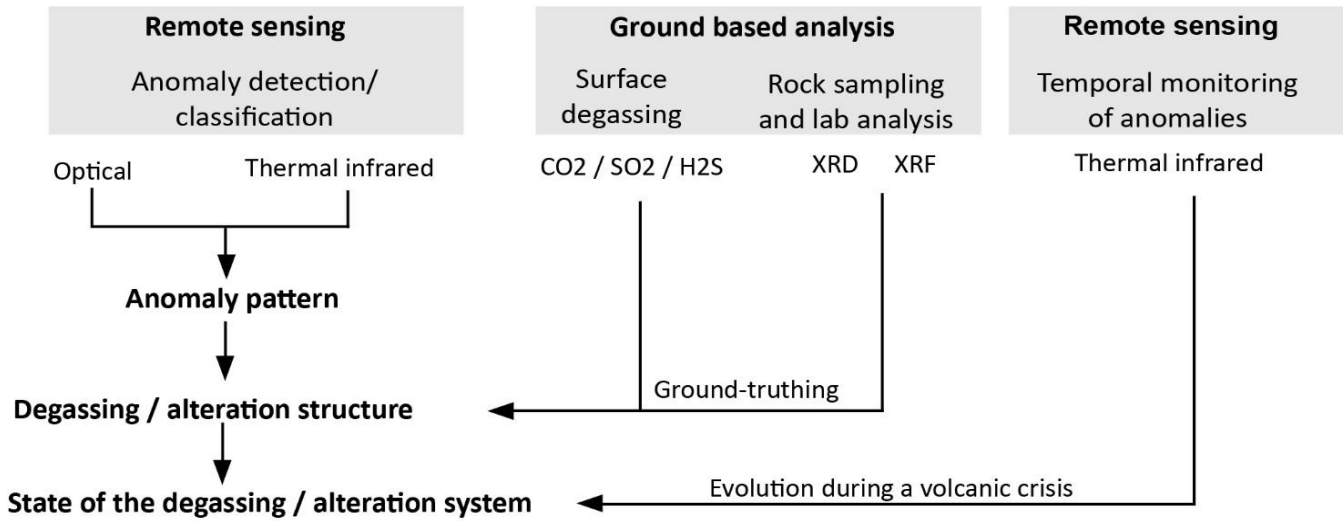 Remote sensing
Anomaly detection/
classification
Optical
Thermal infrared
Ground based analysis
Surface
degassing
CO2 / SO2 / H2S
Rock sampling
and lab analysis
XRD
XRF
Remote sensing
Temporal monitoring
of anomalies
Thermal infrared
Anomaly pattern
Degassing / alteration structure
Ground-truthing
State of the degassing / alteration system
Evolution during a volcanic crisis